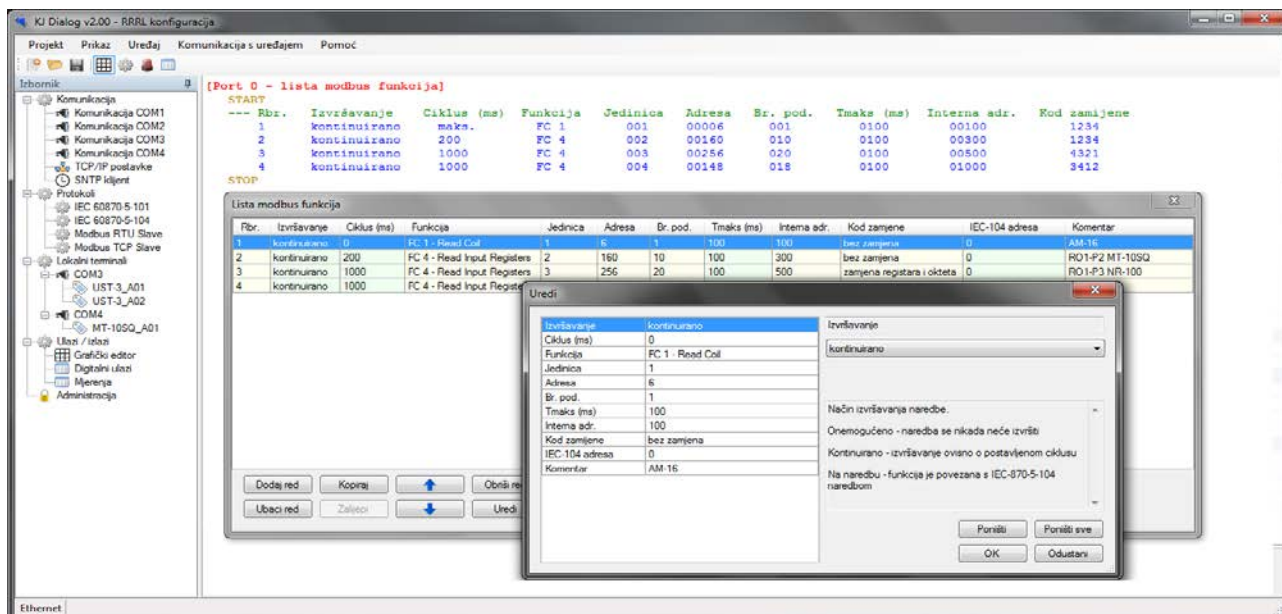 KJ Dialog v2.00 - RRRL konfiguracija
Projekt Prikaz Uređaj Komunikacija s uređajem Pomoć
Izbornik
Komunikacija
Komunikacija COM1
Komunikacija COM2
Komunikacija COM3
Komunikacija COM4
TCP/IP postavke
SNTP klijent
Protokoli
IEC 60870-5-101
IEC 60870-5-104
Modbus RTU Slave
Modbus TCP Slave
Lokalni terminali
COM3
UST-3_A01
UST-3_A02
COM4
MT-10SQ_A01
Ulazi / izlazi
Grafički editor
Digitalni ulazi
Mjerenja
Administracija
[Port 0 - lista modbus funkcija]
START
--- Rbr. Izvršavanje Ciklus (ms) Funkcija Jedinica Adresa Br. pod. Tmaks (ms) Interna adr. Kod zamijene
1 kontinuirano maks. FC 1 001 00006 001 0100 00100 1234
2 kontinuirano 200 FC 4 002 00160 010 0100 00300 1234
3 kontinuirano 1000 FC 4 003 00256 020 0100 00500 4321
4 kontinuirano 1000 FC 4 004 00148 018 0100 01000 3412
STOP
Lista modbus funkcija
Rbr. Izvršavanje Ciklus (ms) Funkcija Jedinica Adresa Br. pod. Tmaks (ms) Interna adr. Kod zamjene IEC-104 adresa Komentar
1 kontinuirano 0 FC 1 - Read Coil 1 6 1 100 100 bez zamjena 0 AM-16
2 kontinuirano 200 FC 4 - Read Input Registers 2 160 10 100 300 bez zamjena 0 RO1-P2 MT-10SQ
3 kontinuirano 1000 FC 4 - Read Input Registers 3 256 20 100 500 zamjena registara i okteta 0 RO1-P3 NR-100
4 kontinuirano 1000 FC 4 - Read Input Registe
Dodaj red Kopiraj Obriši re
Ubaci red Zalijepi Uredi
Uredi
Izvršavanje kontinuirano
Ciklus (ms) 0
Funkcija FC 1 - Read Coil
Jedinica 1
Adresa 6
Br. pod. 1
Tmaks (ms) 100
Interna adr. 100
Kod zamjene bez zamjena
IEC-104 adresa 0
Komentar AM-16
Izvršavanje
kontinuirano
Način izvršavanja naredbe.
Onemogućeno - naredba se nikada neće izvršiti
Kontinuirano - izvršavanje ovisno o postavljenom ciklusu
Na naredbu - funkcija je povezana s IEC-870-5-104
naredbom
Poništi Poništi sve
OK Odustani
Ethernet